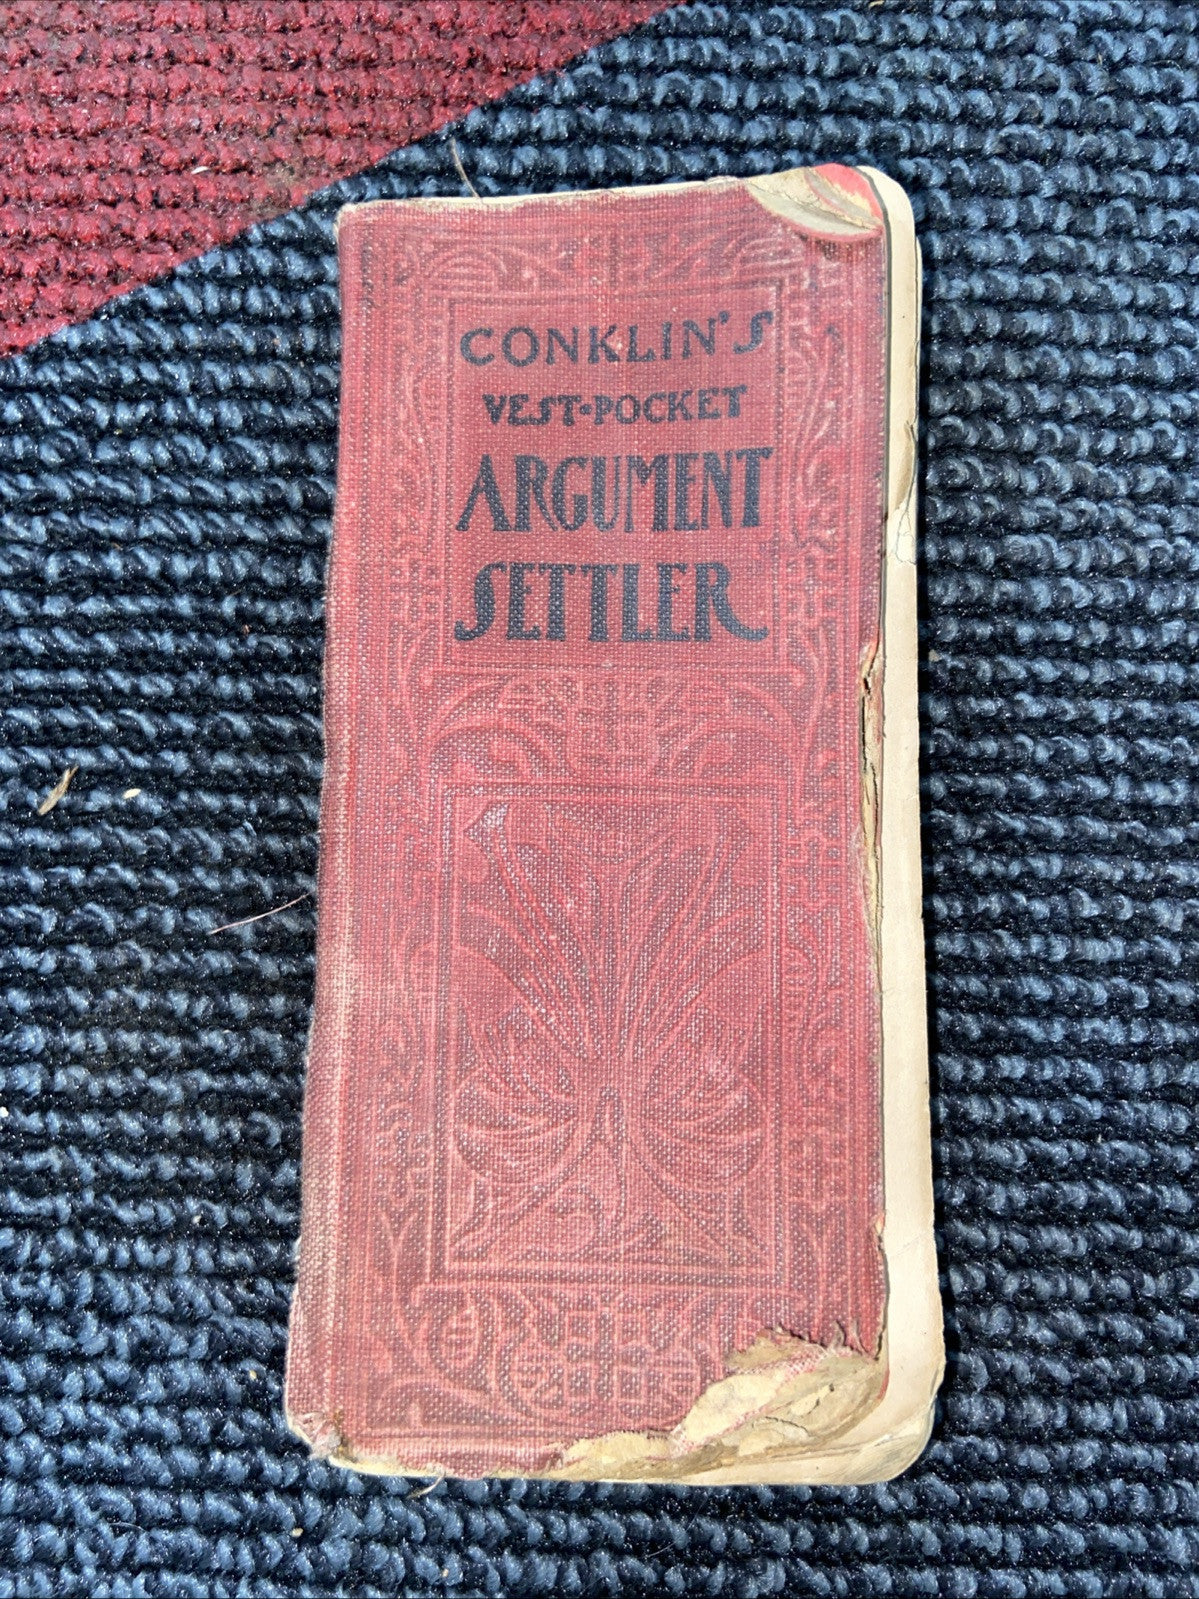 CONKLIN'S
VEST-POCKET
ARGUMENT
SETTLER